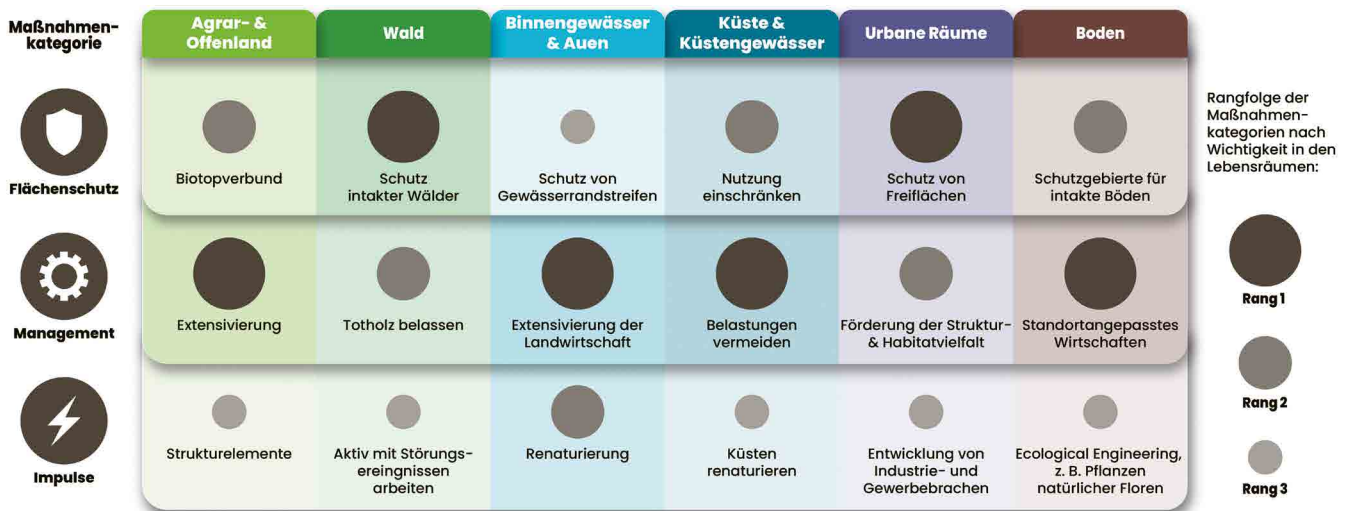 Maßnahmen-
kategorie
Agrar- &
Offenland
Wald
Binnengewässer
& Auen
Küste &
Küstengewässer
Urbane Räume
Boden
Flächenschutz
Biotopverbund
Schutz
intakter Wälder
Schutz von
Gewässerrandstreifen
Nutzung
einschränken
Schutz von
Freiflächen
Schutzgebierte für
intakte Böden
Management
Extensivierung
Totholz belassen
Extensivierung der
Landwirtschaft
Belastungen
vermeiden
Förderung der Struktur-
& Habitatvielfalt
Standortangepasstes
Wirtschaften
Impulse
Strukturelemente
Aktiv mit Störungs-
ereingnissen
arbeiten
Renaturierung
Küsten
renaturieren
Entwicklung von
Industrie- und
Gewerbebrachen
Ecological Engineering,
z. B. Pflanzen
natürlicher Floren
Rangfolge der
Maßnahmen-
kategorien nach
Wichtigkeit in den
Lebensräumen:
Rang 1
Rang 2
Rang 3